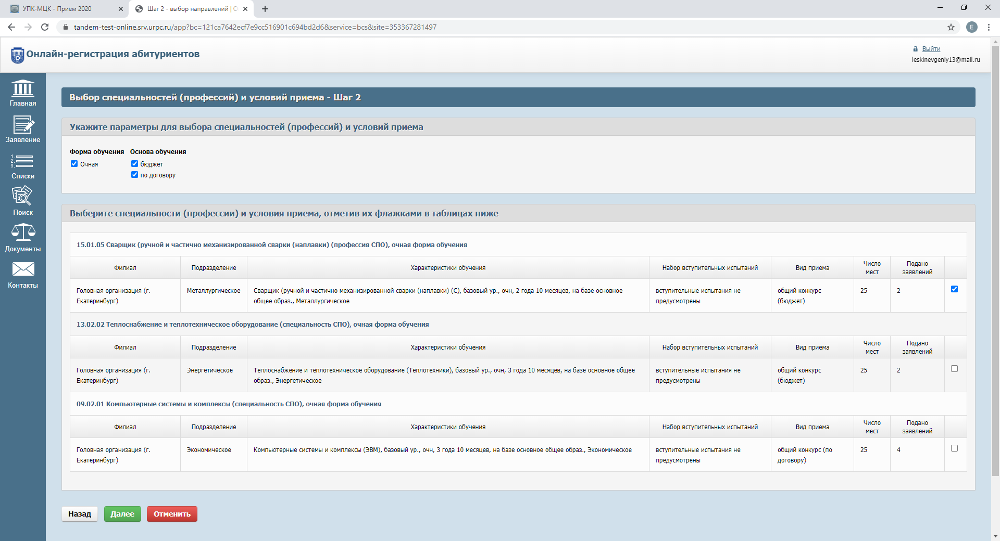 УПК-МЦК - Приём 2020
Шаг 2 - выбор направлений | О
tandem-test-online.srv.urpc.ru/app?bc=121ca7642ecf7e9cc516901c694bd2d6&service=bcs&site=353367281497
E
Онлайн-регистрация абитуриентов
Выйти
leskinevgeniy13@mail.ru
Главная
Заявление
1.
2.
3.
Списки
Поиск
Документы
Контакты
Выбор специальностей (профессий) и условий приема - Шаг 2
Укажите параметры для выбора специальностей (профессий) и условий приема
Форма обучения Основа обучения
Очная бюджет
по договору
Выберите специальности (профессии) и условия приема, отметив их флажками в таблицах ниже
15.01.05 Сварщик (ручной и частично механизированной сварки (наплавки) (профессия СПО), очная форма обучения
Филиал Подразделение Характеристики обучения Набор вступительных испытаний Вид приема Число мест Подано заявлений
Головная организация (г. Екатеринбург) Металлургическое Сварщик (ручной и частично механизированной сварки (наплавки) (С), базовый ур., очн, 2 года 10 месяцев, на базе основное общее образ., Металлургическое вступительные испытания не предусмотрены общий конкурс (бюджет) 25 2
13.02.02 Теплоснабжение и теплотехническое оборудование (специальность СПО), очная форма обучения
Филиал Подразделение Характеристики обучения Набор вступительных испытаний Вид приема Число мест Подано заявлений
Головная организация (г. Екатеринбург) Энергетическое Теплоснабжение и теплотехническое оборудование (Теплотехники), базовый ур., очн, 3 года 10 месяцев, на базе основное общее образ., Энергетическое вступительные испытания не предусмотрены общий конкурс (бюджет) 25 2
09.02.01 Компьютерные системы и комплексы (специальность СПО), очная форма обучения
Филиал Подразделение Характеристики обучения Набор вступительных испытаний Вид приема Число мест Подано заявлений
Головная организация (г. Екатеринбург) Экономическое Компьютерные системы и комплексы (ЭВМ), базовый ур., очн, 3 года 10 месяцев, на базе основное общее образ., Экономическое вступительные испытания не предусмотрены общий конкурс (по договору) 25 4
Назад Далее Отменить